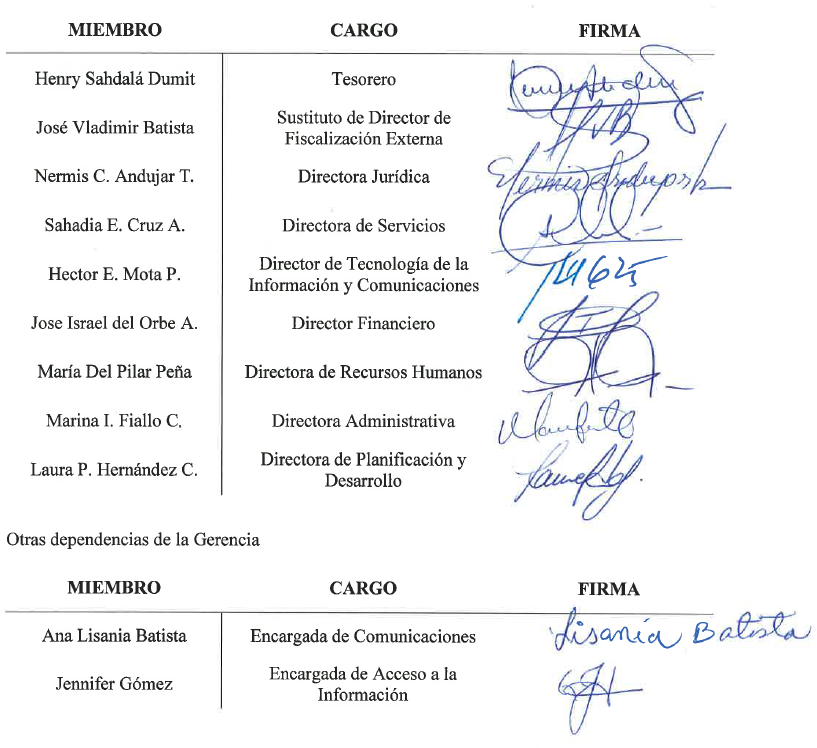 MIEMBRO CARGO FIRMA
Henry Sahdalá Dumit Tesorero
José Vladimir Batista Sustituto de Director de
Fiscalización Externa
Nermis C. Andujar T. Directora Jurídica
Sahadia E. Cruz A. Directora de Servicios
Hector E. Mota P. Director de Tecnología de la
Información y Comunicaciones
Jose Israel del Orbe A. Director Financiero
María Del Pilar Peña Directora de Recursos Humanos
Marina I. Fiallo C. Directora Administrativa
Laura P. Hernández C. Directora de Planificación y
Desarrollo
Otras dependencias de la Gerencia
MIEMBRO CARGO FIRMA
Ana Lisania Batista Encargada de Comunicaciones Lisania Batista
Jennifer Gómez Encargada de Acceso a la
Información